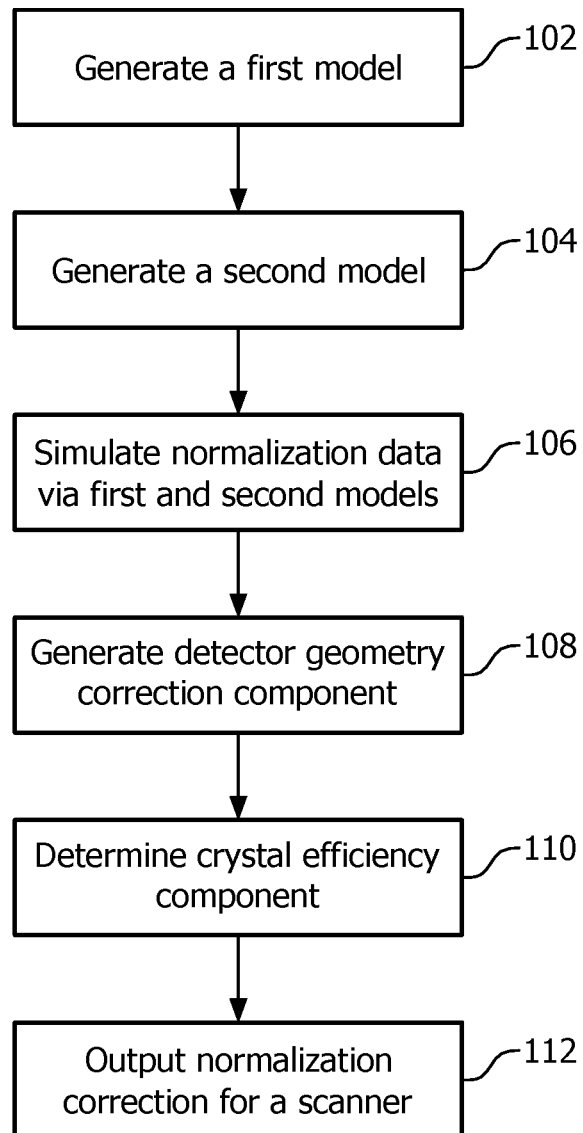 Generate a first model
102
Generate a second model
104
Simulate normalization data
via first and second models
106
Generate detector geometry
correction component
108
Determine crystal efficiency
component
110
Output normalization
correction for a scanner
112